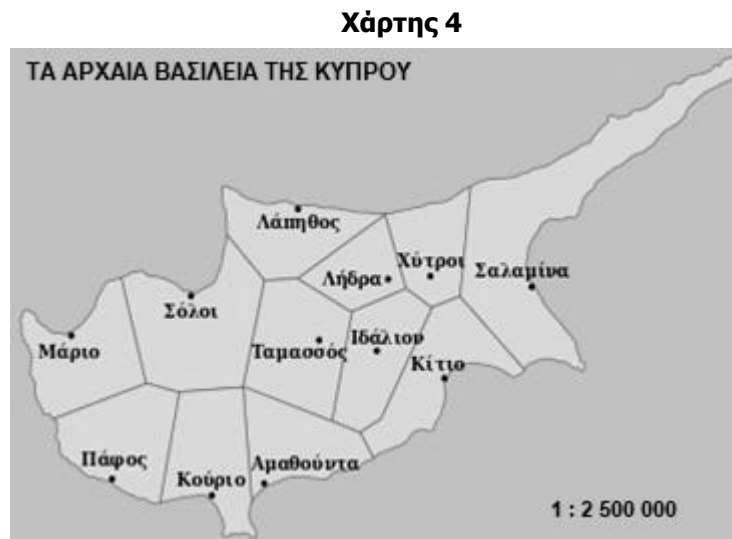 Χάρτης 4
ΤΑ ΑΡΧΑΙΑ ΒΑΣΙΛΕΙΑ ΤΗΣ ΚΥΠΡΟΥ
Λάπηθος
Χύτροι
Λήδρα
Σαλαμίνα
Σόλοι
Μάριο
Ταμασσός
Ιδάλιον
Κίτιο
Πάφος
Κούριο
Αμαθούντα
1 : 2 500 000